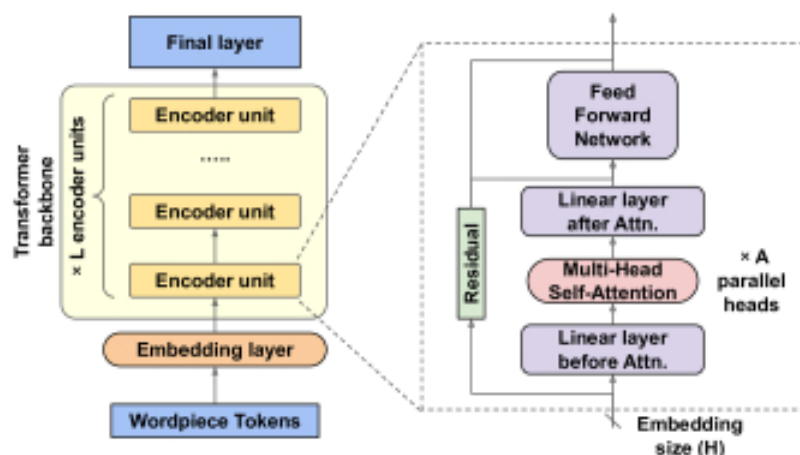 Final layer
Transformer
backbone
× L encoder units
Encoder unit
.....
Encoder unit
Encoder unit
Embedding layer
Wordpiece Tokens
Feed
Forward
Network
Linear layer
after Attn.
Residual
Multi-Head
Self-Attention
× A
parallel
heads
Linear layer
before Attn.
Embedding
size (H)